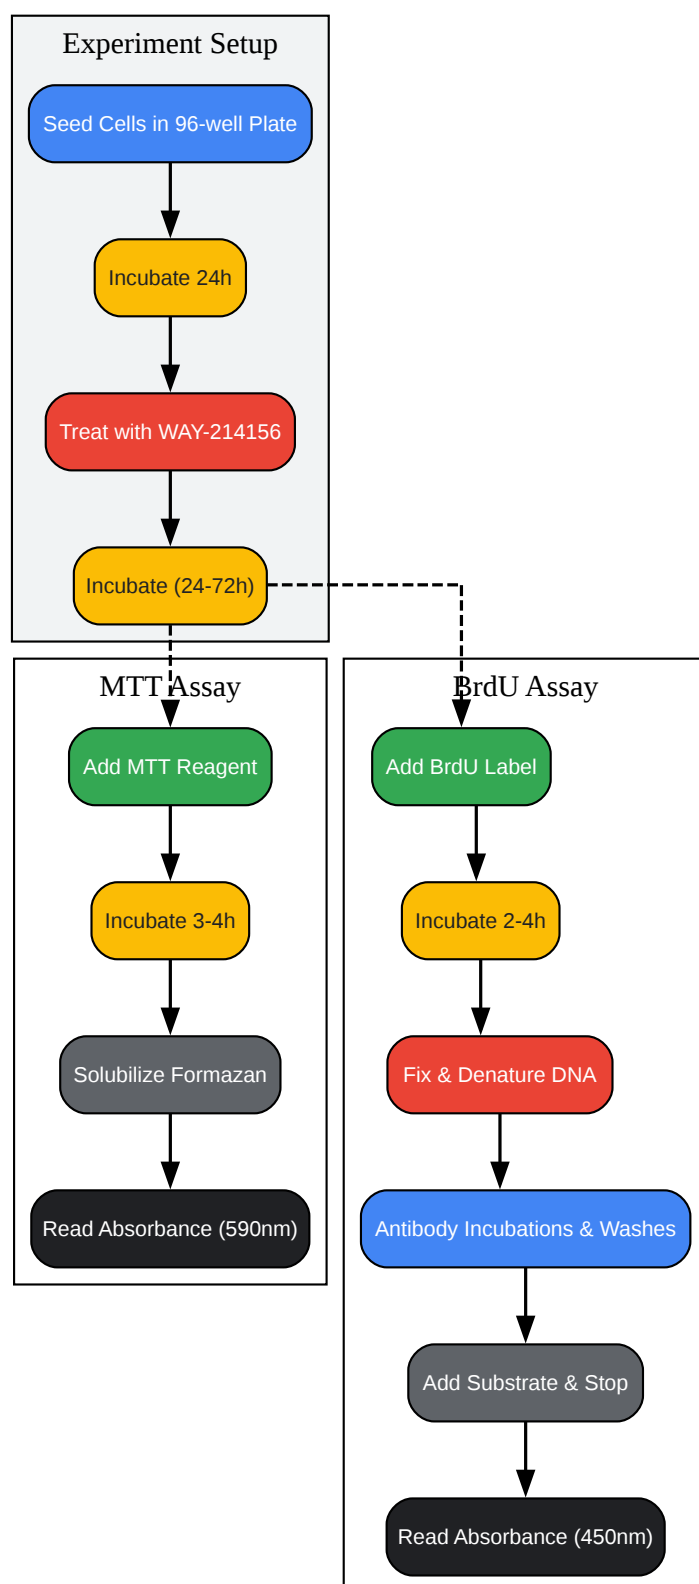 Experiment Setup
Seed Cells in 96-well Plate
Incubate 24h
Treat with WAY-214156
Incubate (24-72h)
MTT Assay
Add MTT Reagent
Incubate 3-4h
Solubilize Formazan
Read Absorbance (590nm)
BrdU Assay
Add BrdU Label
Incubate 2-4h
Fix & Denature DNA
Antibody Incubations & Washes
Add Substrate & Stop
Read Absorbance (450nm)